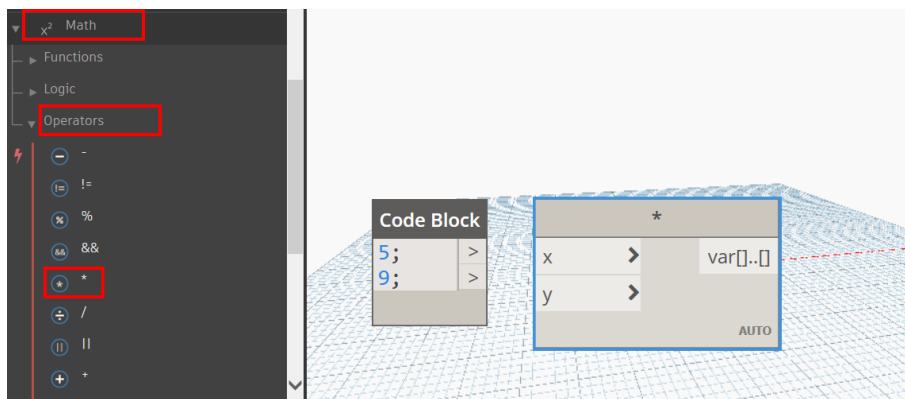 x² Math
Functions
Logic
Operators
- -
!= !=
% %
&& &&
* *
÷ /
|| ||
+ +
Code Block
5; >
9; >
*
x > var[]..[]
y >
AUTO